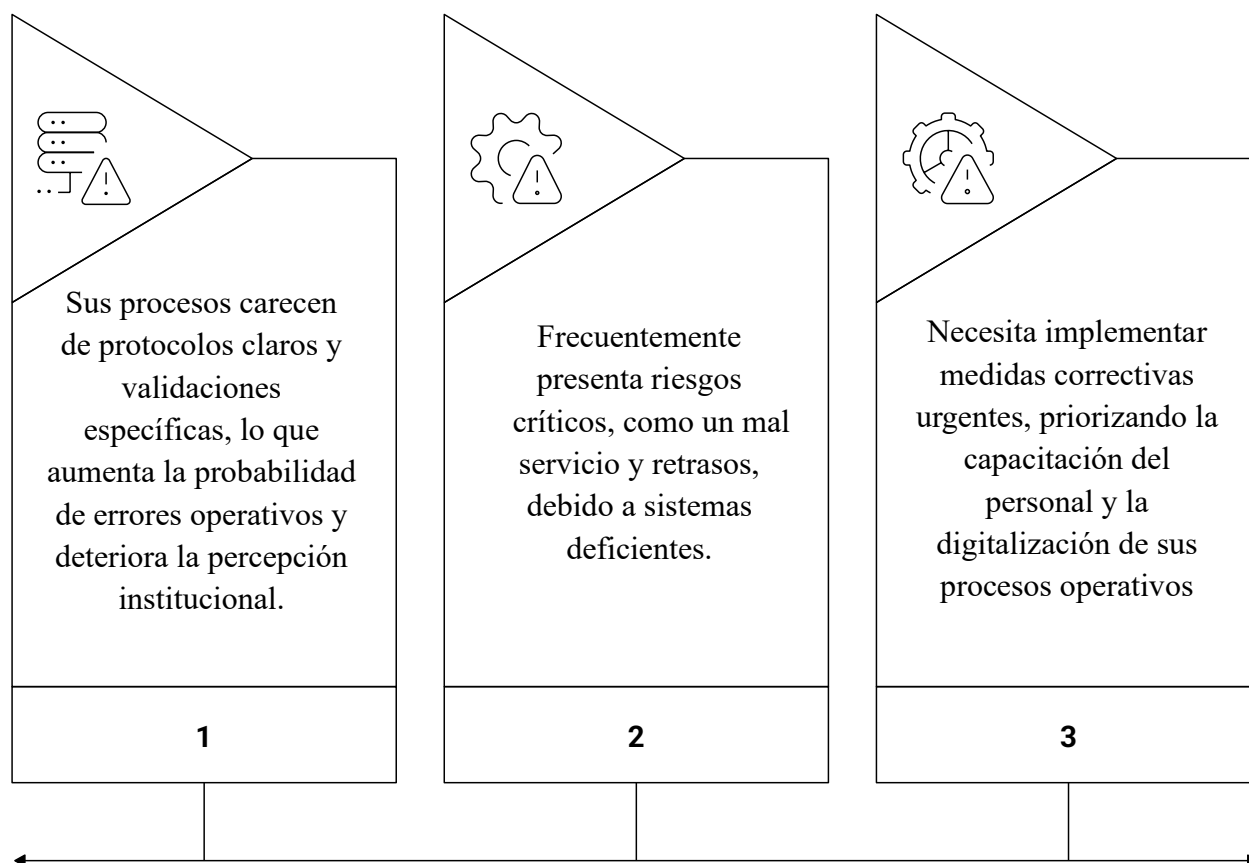 Sus procesos carecen
de protocolos claros y
validaciones
específicas, lo que
aumenta la probabilidad
de errores operativos y
deteriora la percepción
institucional.
1
Frecuentemente
presenta riesgos
críticos, como un mal
servicio y retrasos,
debido a sistemas
deficientes.
2
Necesita implementar
medidas correctivas
urgentes, priorizando la
capacitación del
personal y la
digitalización de sus
procesos operativos
3